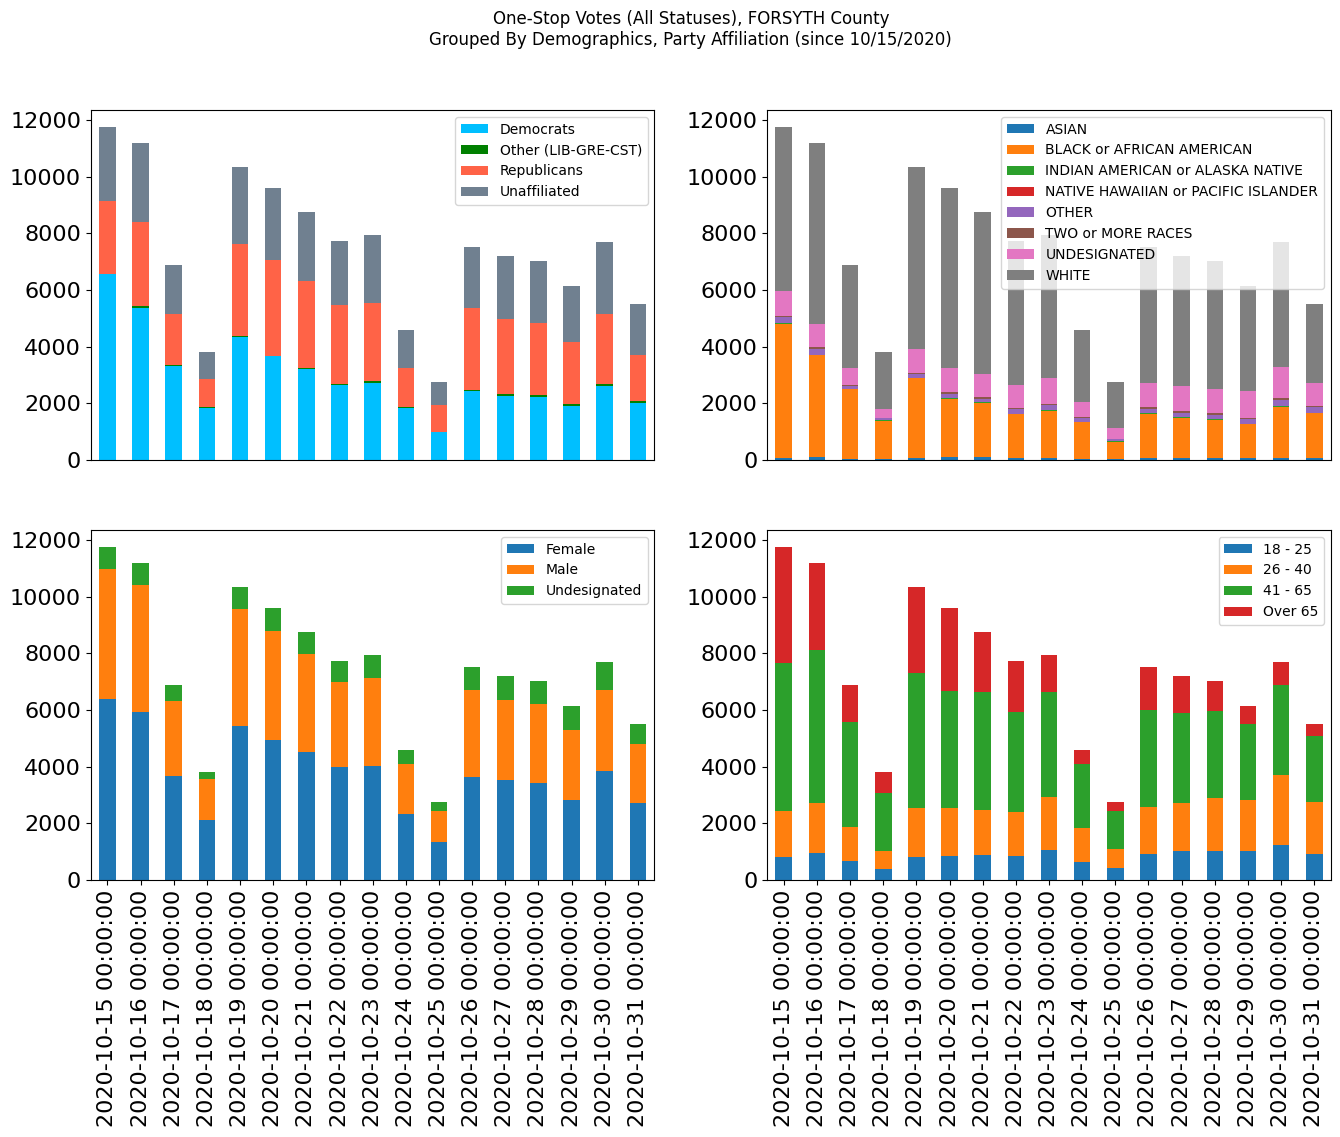 One-Stop Votes (All Statuses), FORSYTH County
Grouped By Demographics, Party Affiliation (since 10/15/2020)
12000
10000
8000
6000
4000
2000
0
Democrats
Other (LIB-GRE-CST)
Republicans
Unaffiliated
12000
10000
8000
6000
4000
2000
0
ASIAN
BLACK or AFRICAN AMERICAN
INDIAN AMERICAN or ALASKA NATIVE
NATIVE HAWAIIAN or PACIFIC ISLANDER
OTHER
TWO or MORE RACES
UNDESIGNATED
WHITE
12000
10000
8000
6000
4000
2000
0
Female
Male
Undesignated
2020-10-15 00:00:00
2020-10-16 00:00:00
2020-10-17 00:00:00
2020-10-18 00:00:00
2020-10-19 00:00:00
2020-10-20 00:00:00
2020-10-21 00:00:00
2020-10-22 00:00:00
2020-10-23 00:00:00
2020-10-24 00:00:00
2020-10-25 00:00:00
2020-10-26 00:00:00
2020-10-27 00:00:00
2020-10-28 00:00:00
2020-10-29 00:00:00
2020-10-30 00:00:00
2020-10-31 00:00:00
12000
10000
8000
6000
4000
2000
0
18 - 25
26 - 40
41 - 65
Over 65
2020-10-15 00:00:00
2020-10-16 00:00:00
2020-10-17 00:00:00
2020-10-18 00:00:00
2020-10-19 00:00:00
2020-10-20 00:00:00
2020-10-21 00:00:00
2020-10-22 00:00:00
2020-10-23 00:00:00
2020-10-24 00:00:00
2020-10-25 00:00:00
2020-10-26 00:00:00
2020-10-27 00:00:00
2020-10-28 00:00:00
2020-10-29 00:00:00
2020-10-30 00:00:00
2020-10-31 00:00:00